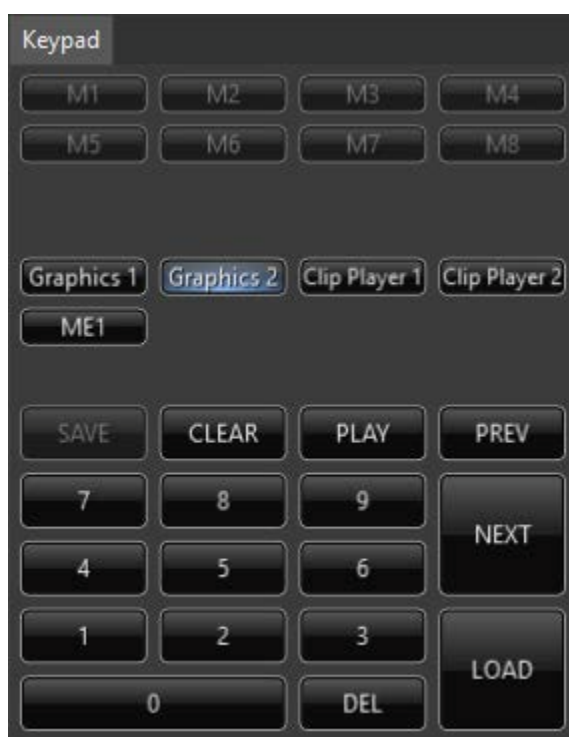 Keypad
M1 M2 M3 M4
M5 M6 M7 M8
Graphics 1 Graphics 2 Clip Player 1 Clip Player 2
ME1
SAVE CLEAR PLAY PREV
7 8 9
NEXT
4 5 6
1 2 3
LOAD
0 DEL